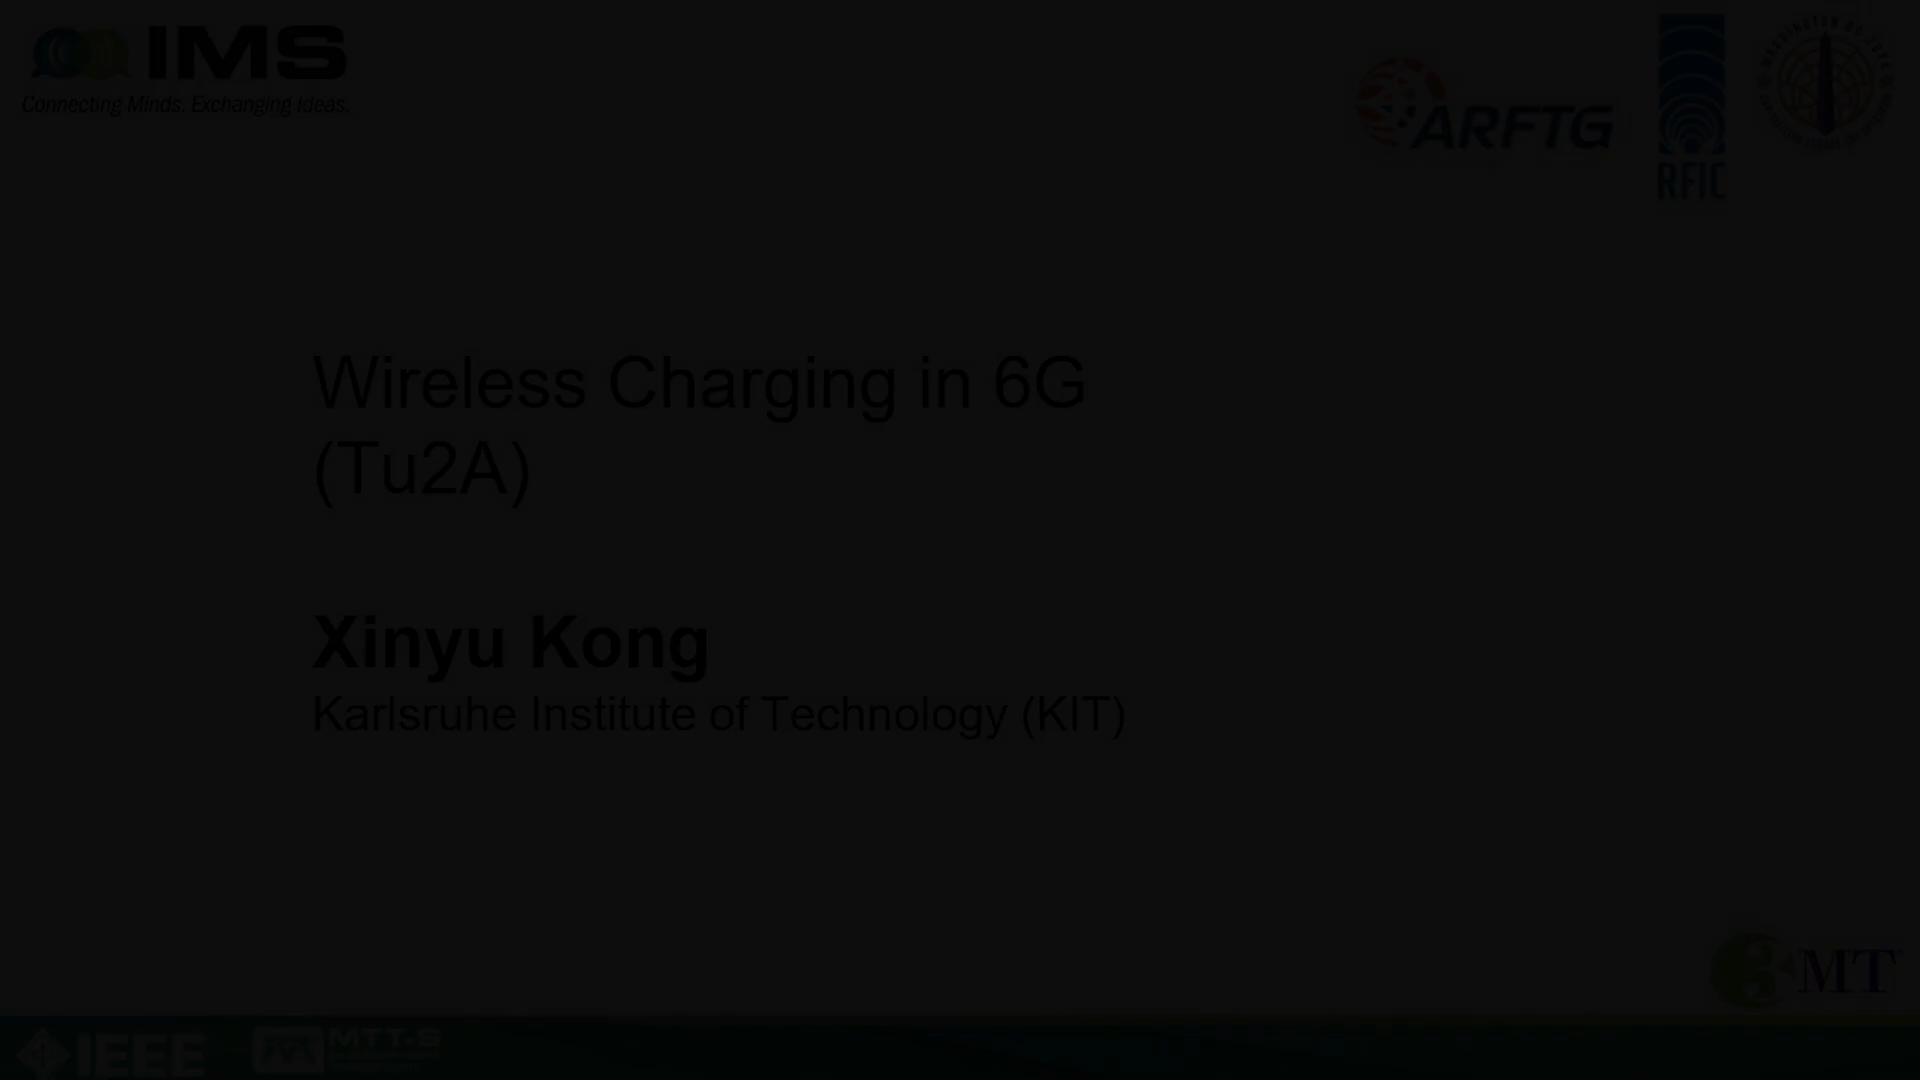 IMS
Connecting Minds. Exchanging Ideas.
ARFTG
RFIC
Wireless Charging in 6G
(Tu2A)
Xinyu Kong
Karlsruhe Institute of Technology (KIT)
3MT
IEEE
MTT-S